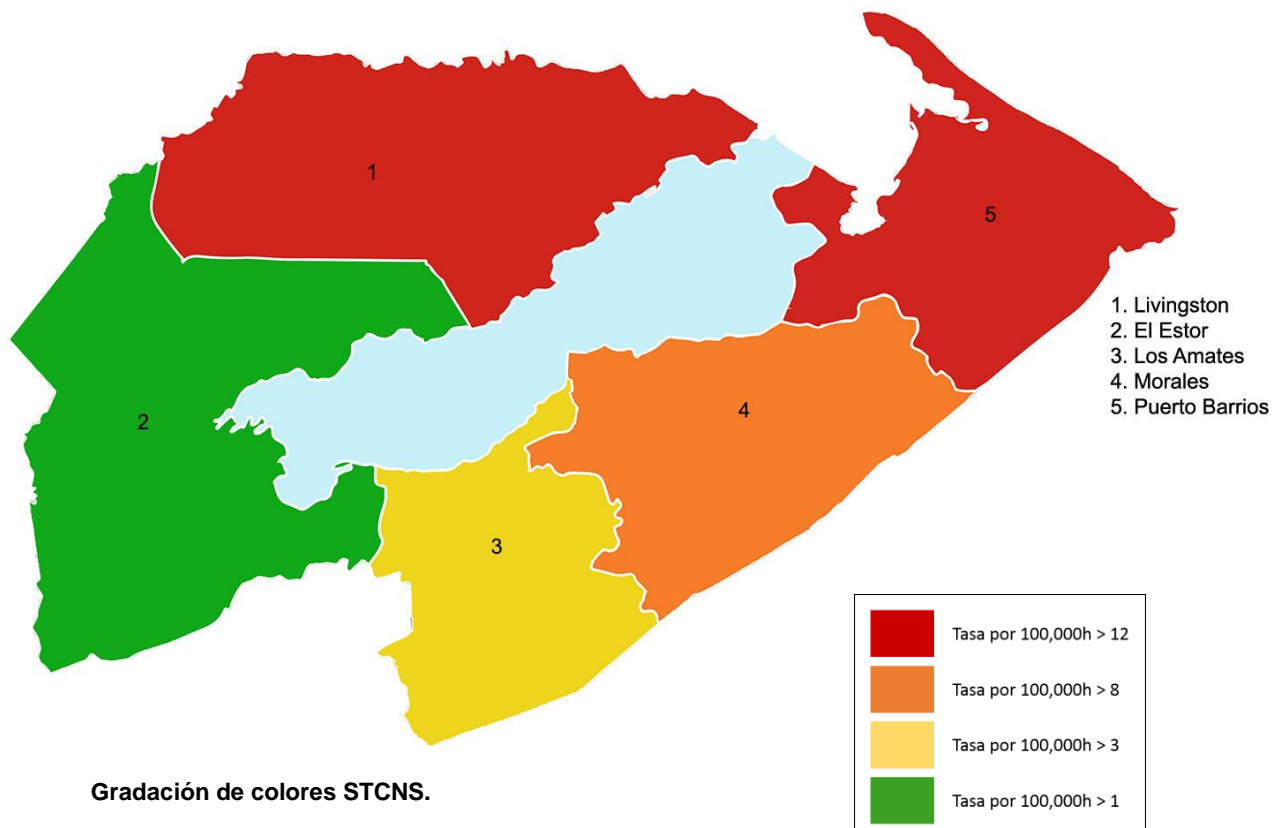 1
5
2
4
3
1. Livingston
2. El Estor
3. Los Amates
4. Morales
5. Puerto Barrios
Tasa por 100,000h > 12
Tasa por 100,000h > 8
Tasa por 100,000h > 3
Tasa por 100,000h > 1
Gradación de colores STCNS.